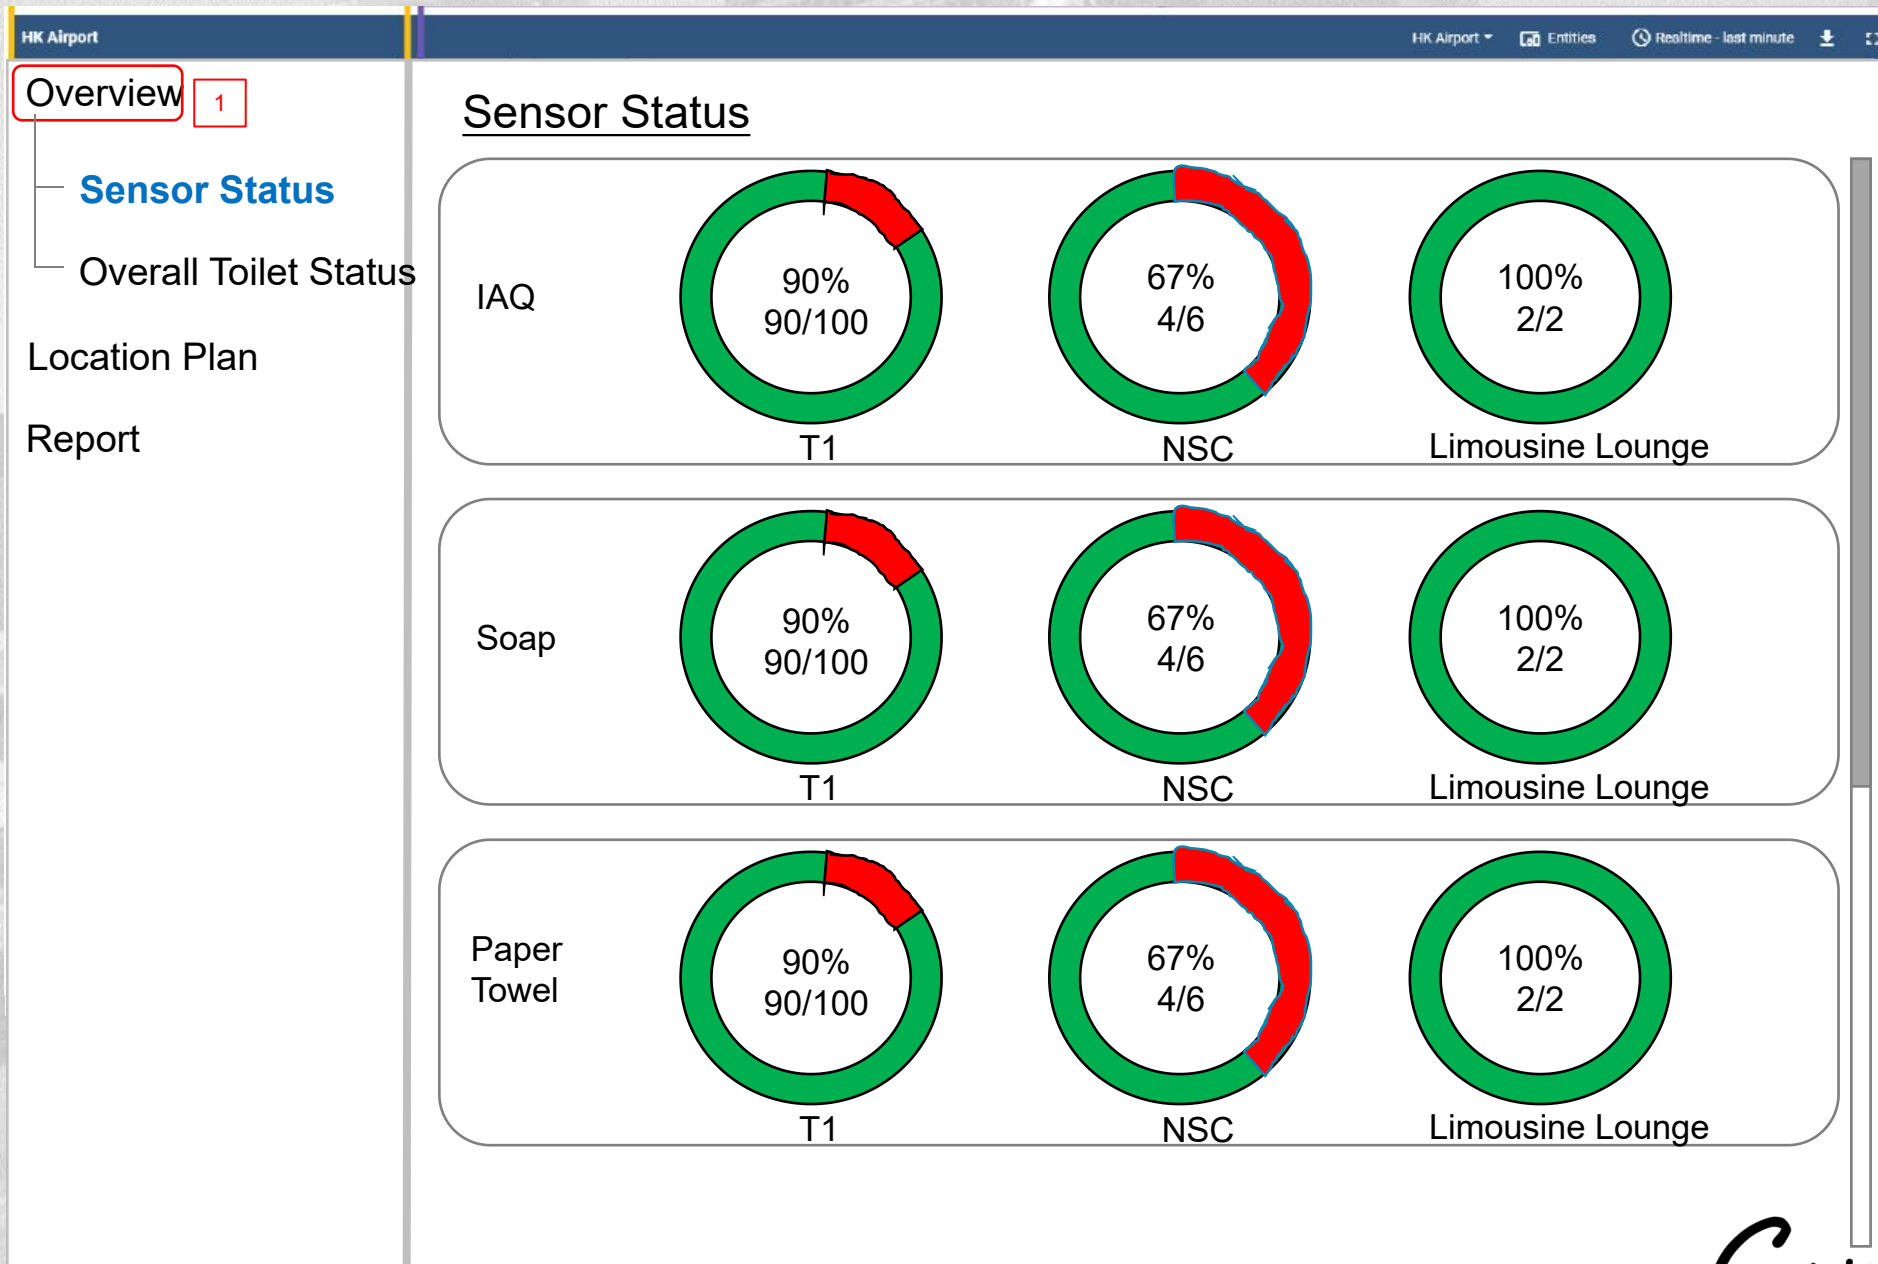 HK Airport
HK Airport
Entities
Realtime - last minute
Overview
1
Sensor Status
Overall Toilet Status
Location Plan
Report
Sensor Status
IAQ
90%
90/100
T1
67%
4/6
NSC
100%
2/2
Limousine Lounge
Soap
90%
90/100
T1
67%
4/6
NSC
100%
2/2
Limousine Lounge
Paper
Towel
90%
90/100
T1
67%
4/6
NSC
100%
2/2
Limousine Lounge